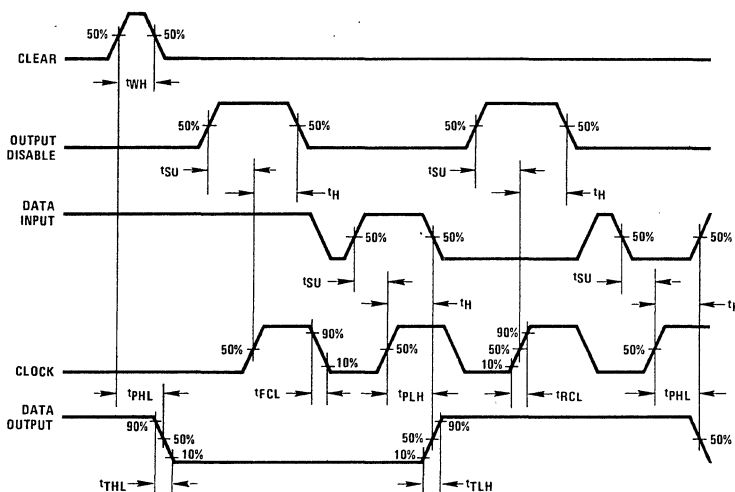 50% 50%
CLEAR
tWH
50% 50% 50% 50%
OUTPUT
DISABLE
tSU tSU
tH tH
DATA
INPUT
50% 50% 50% 50%
tSU tSU
tH tH
90% 90%
50% 50% 50% 50%
10% 10%
CLOCK
tPHL tFCL tPLH tRCL tPHL
DATA
OUTPUT
90% 90%
50% 50% 50%
10% 10%
tTHL tTLH